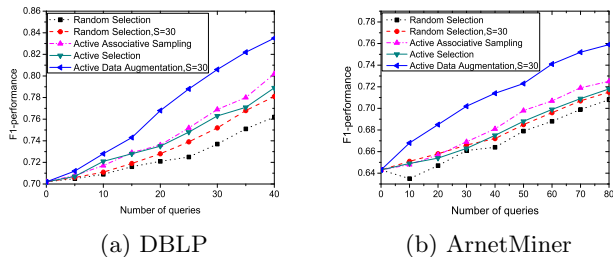 0.86
0.84
0.82
0.80
0.78
0.76
0.74
0.72
0.70
F1-performance
Random Selection
Random Selection,S=30
Active Associative Sampling
Active Selection
Active Data Augmentation,S=30
0 10 20 30 40
Number of queries
(a) DBLP
0.76
0.74
0.72
0.70
0.68
0.66
0.64
F1-performance
Random Selection
Random Selection,S=30
Active Associative Sampling
Active Selection
Active Data Augmentation,S=30
0 10 20 30 40 50 60 70 80
Number of queries
(b) ArnetMiner